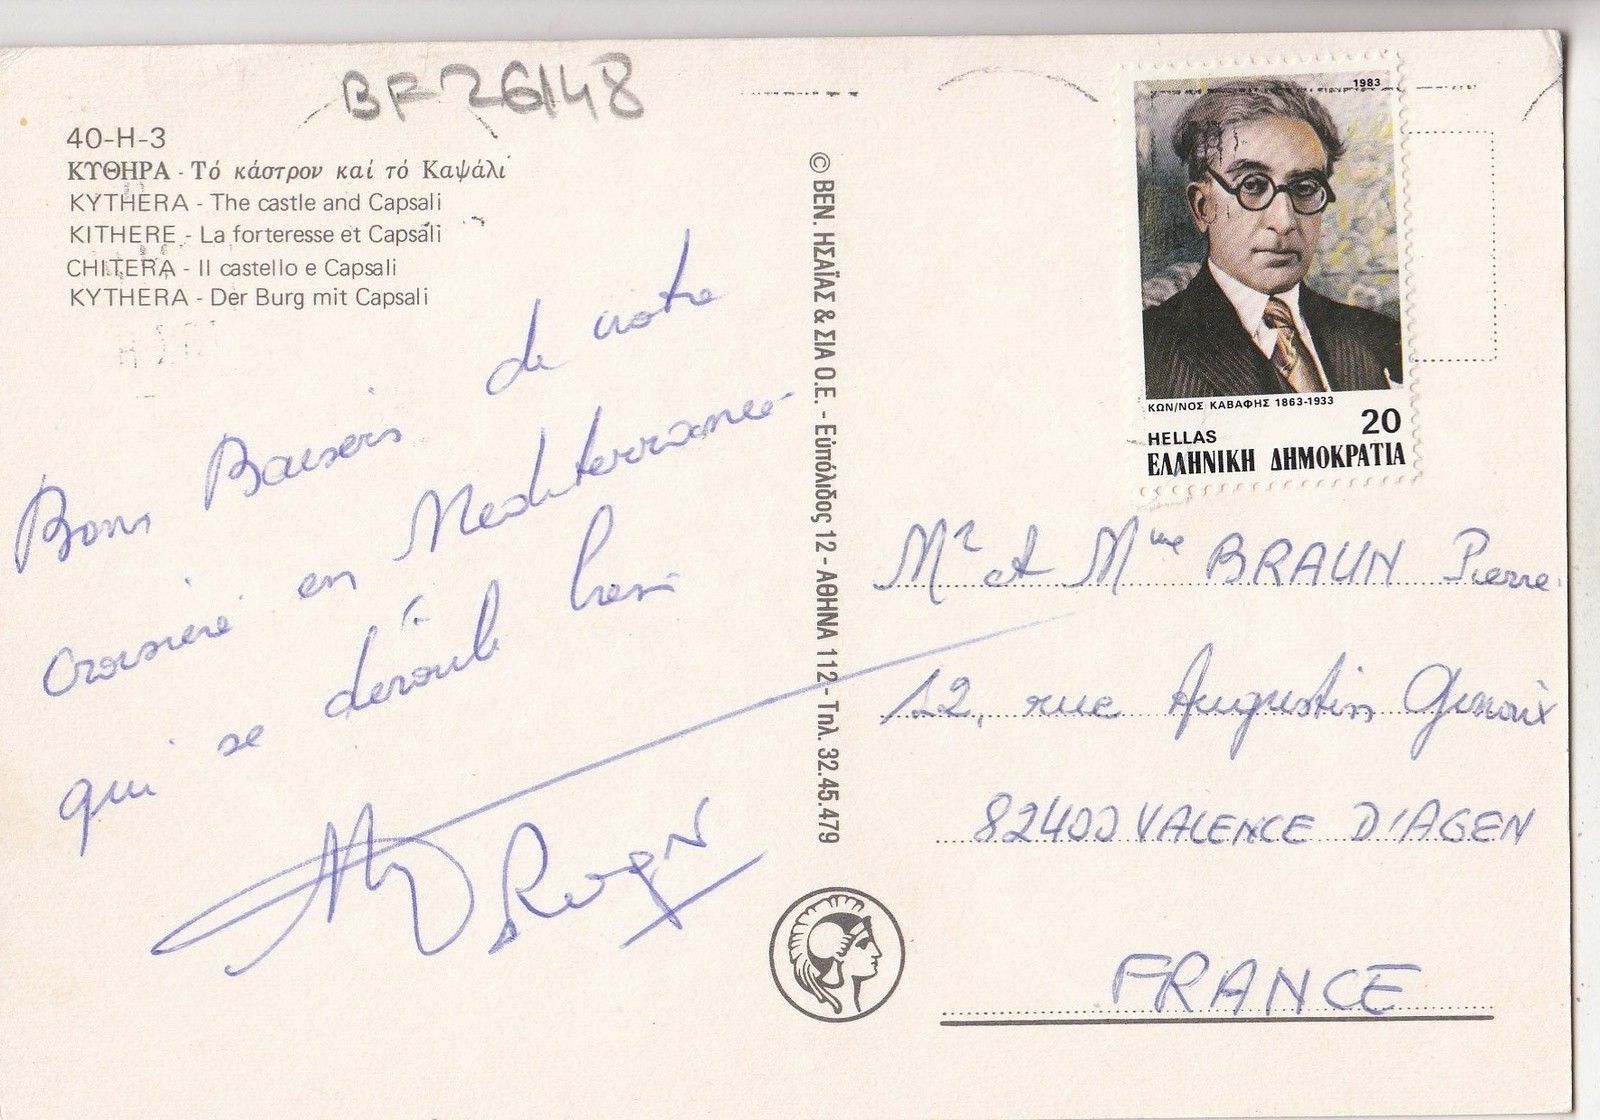 BF26148
40-H-3
ΚΥΘΗΡΑ - Τό κάστρον καί τό Καψάλι
KYTHERA - The castle and Capsali
KITHERE - La forteresse et Capsali
CHITERA - Il castello e Capsali
KYTHERA - Der Burg mit Capsali
Bons Baisers de notre
croisière en Mediterranée
qui se déroule
© ΒΕΝ. ΗΣΑΪΑΣ & ΣΙΑ Ο.Ε. - Εὐπόλιδος 12 - ΑΘΗΝΑ 112 - Τηλ. 32.45.479
1983
ΚΩΝ/ΝΟΣ ΚΑΒΑΦΗΣ 1863-1933
20
HELLAS
ΕΛΛΗΝΙΚΗ ΔΗΜΟΚΡΑΤΙΑ
Mr et Mme BRAUN Pierre
12, rue Augustin
82400 VALENCE D'AGEN
FRANCE